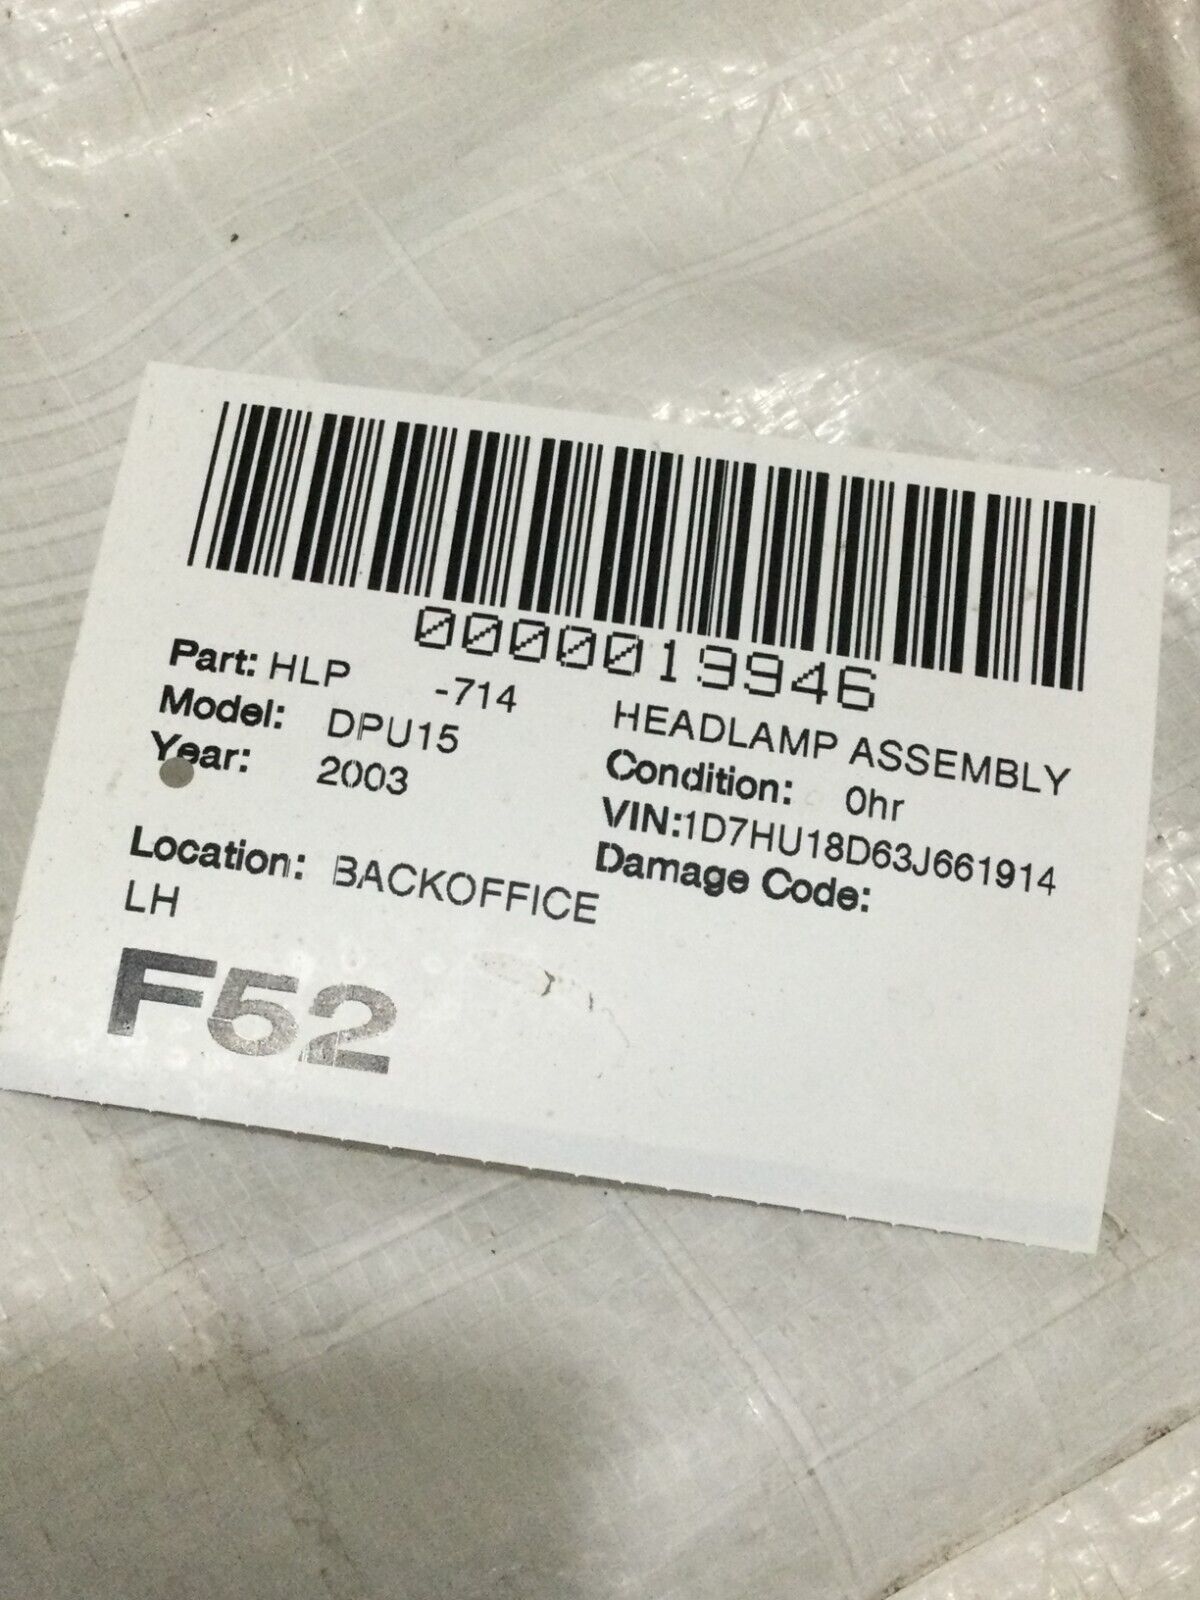 0000019946
Part: HLP -714 HEADLAMP ASSEMBLY
Model: DPU15 Condition: 0hr
Year: 2003 VIN:1D7HU18D63J661914
Damage Code:
Location: BACKOFFICE
LH
F52